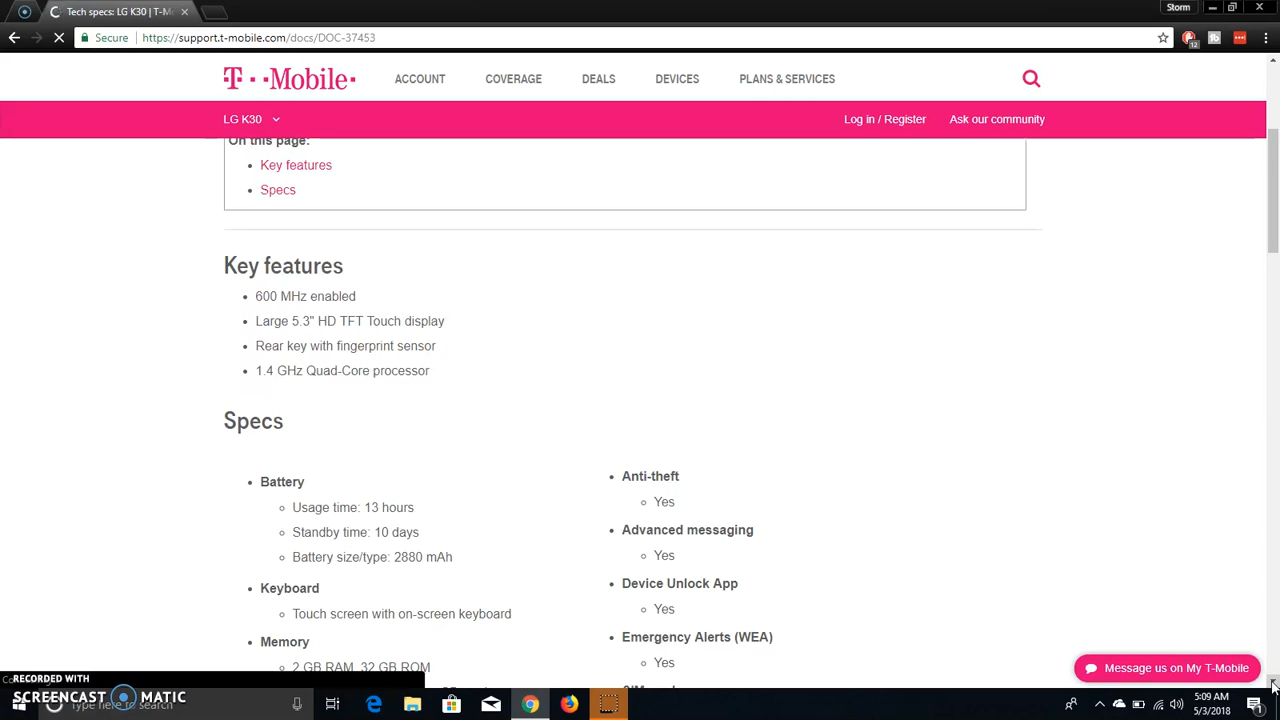 Tech specs: LG K30 | T-M
Storm
Secure
https://support.t-mobile.com/docs/DOC-37453
12
T Mobile
ACCOUNT
COVERAGE
DEALS
DEVICES
PLANS & SERVICES
LG K30
Log in / Register
Ask our community
On this page:
Key features
Specs
Key features
600 MHz enabled
Large 5.3" HD TFT Touch display
Rear key with fingerprint sensor
1.4 GHz Quad-Core processor
Specs
Battery
Usage time: 13 hours
Standby time: 10 days
Battery size/type: 2880 mAh
Keyboard
Touch screen with on-screen keyboard
Memory
2 GB RAM, 32 GB ROM
Anti-theft
Yes
Advanced messaging
Yes
Device Unlock App
Yes
Emergency Alerts (WEA)
Yes
Message us on My T-Mobile
RECORDED WITH
SCREENCAST MATIC
Type here to search
5:09 AM
5/3/2018
1